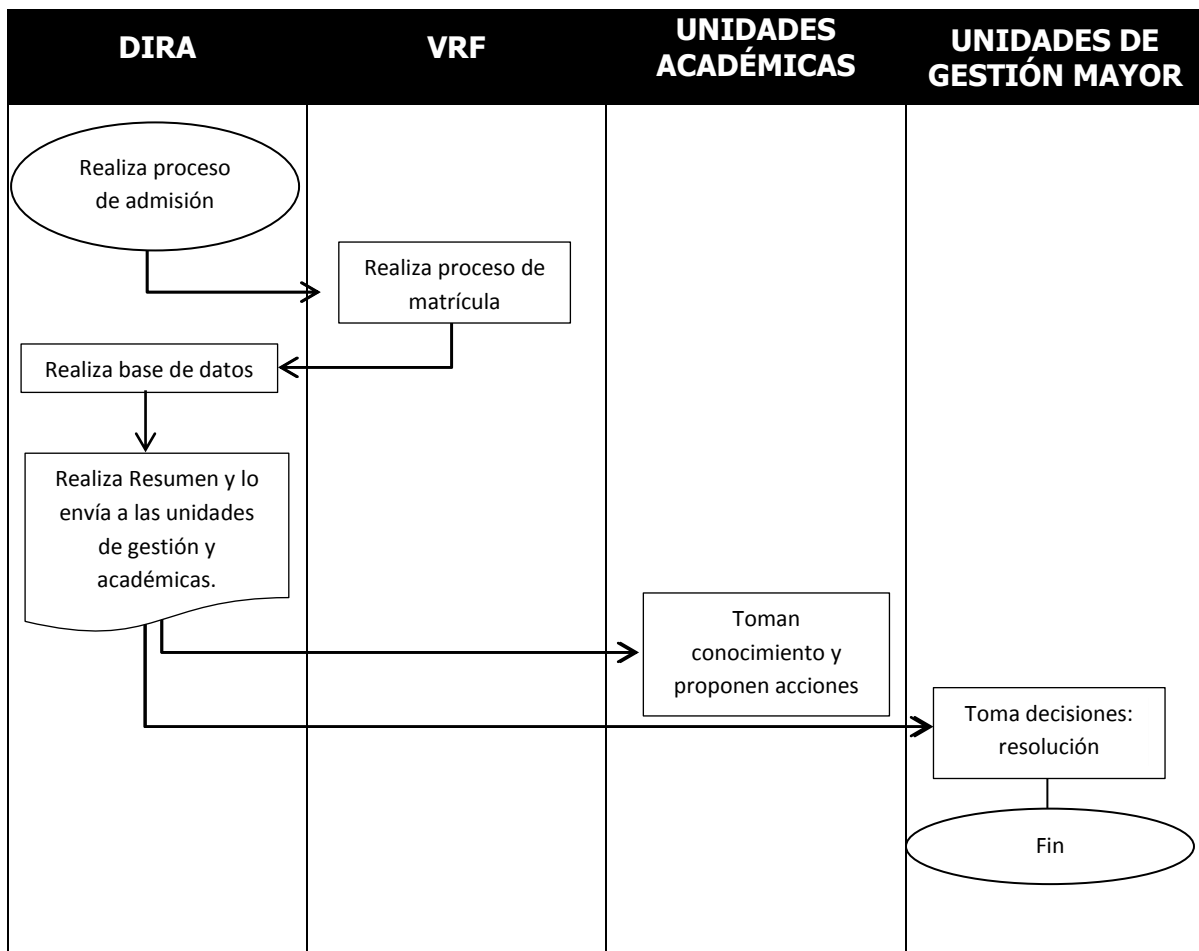 DIRA
VRF
UNIDADES
ACADÉMICAS
UNIDADES DE
GESTIÓN MAYOR
Realiza proceso
de admisión
Realiza proceso de
matrícula
Realiza base de datos
Realiza Resumen y lo
envía a las unidades
de gestión y
académicas.
Toman
conocimiento y
proponen acciones
Toma decisiones:
resolución
Fin